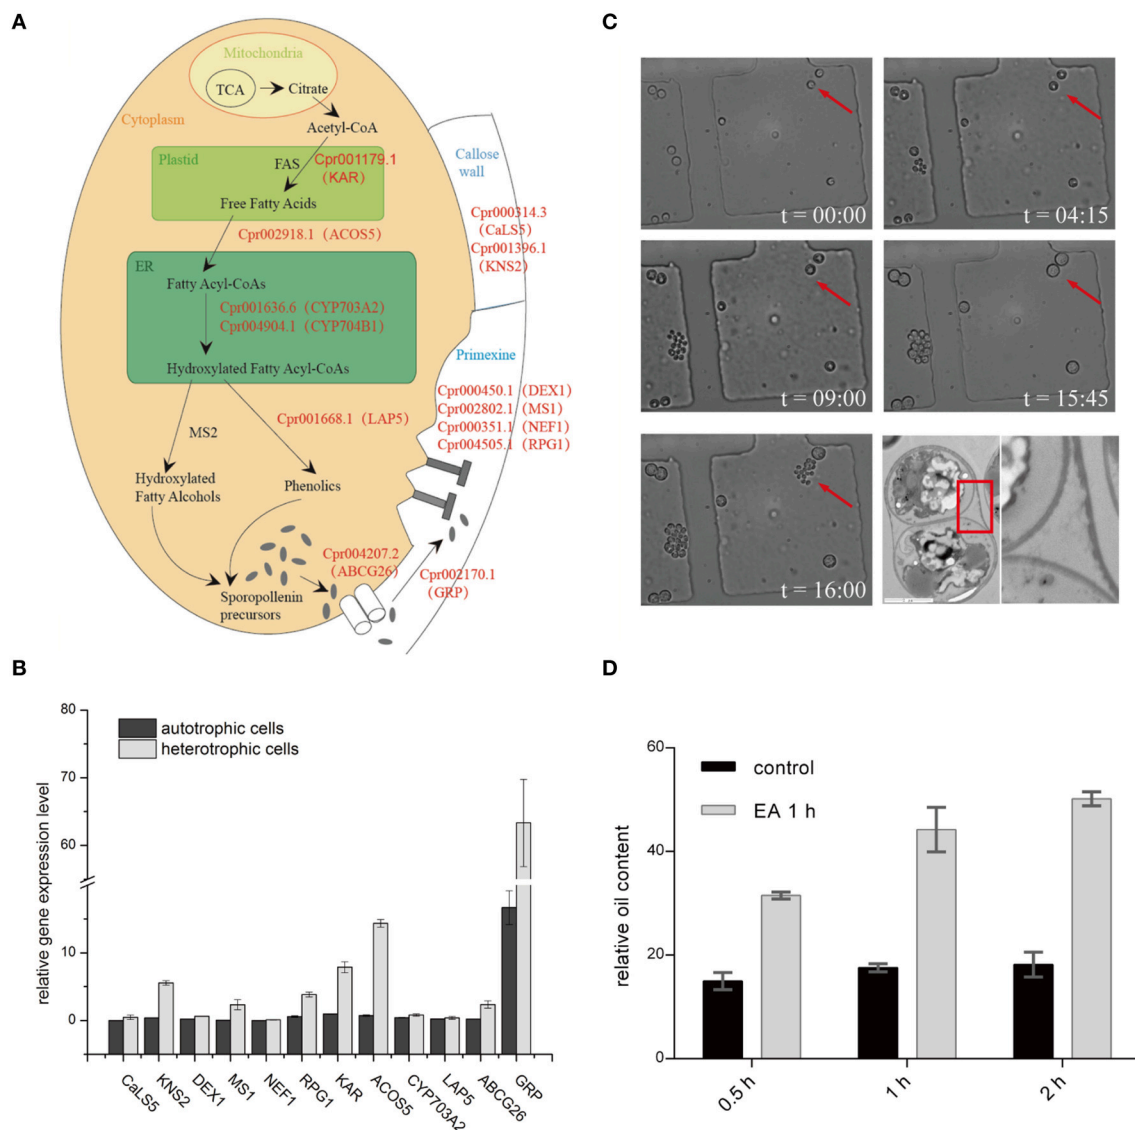 A
Mitochondria
TCA
Citrate
Cytoplasm
Acetyl-CoA
Plastid
FAS
Cpr001179.1
(KAR)
Free Fatty Acids
Callose
wall
Cpr000314.3
(CaLS5)
Cpr001396.1
(KNS2)
Cpr002918.1 (ACOS5)
ER
Fatty Acyl-CoAs
Cpr001636.6 (CYP703A2)
Cpr004904.1 (CYP704B1)
Hydroxylated Fatty Acyl-CoAs
Primexine
Cpr000450.1 (DEX1)
Cpr002802.1 (MS1)
Cpr000351.1 (NEF1)
Cpr004505.1 (RPG1)
Cpr001668.1 (LAP5)
MS2
Hydroxylated
Fatty Alcohols
Phenolics
Cpr004207.2
(ABCG26)
Cpr002170.1
(GRP)
Sporopollenin
precursors
C
t = 00:00
t = 04:15
t = 09:00
t = 15:45
t = 16:00
B
relative gene expression level
80
70
60
10
0
autotrophic cells
heterotrophic cells
CaLS5
KNS2
DEX1
MS1
NEF1
RPG1
KAR
ACOS5
CYP703A2
LAP5
ABCG26
GRP
D
relative oil content
60
40
20
0
control
EA 1 h
0.5 h
1 h
2 h